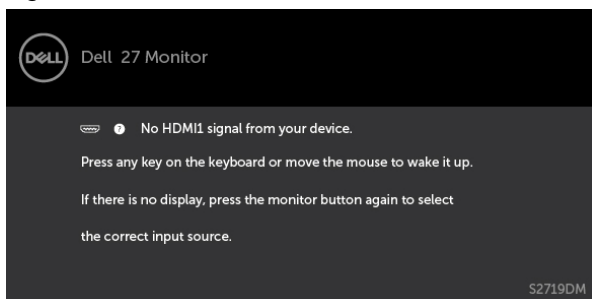 DELL
Dell 27 Monitor
? No HDMI1 signal from your device.
Press any key on the keyboard or move the mouse to wake it up.
If there is no display, press the monitor button again to select
the correct input source.
S2719DM